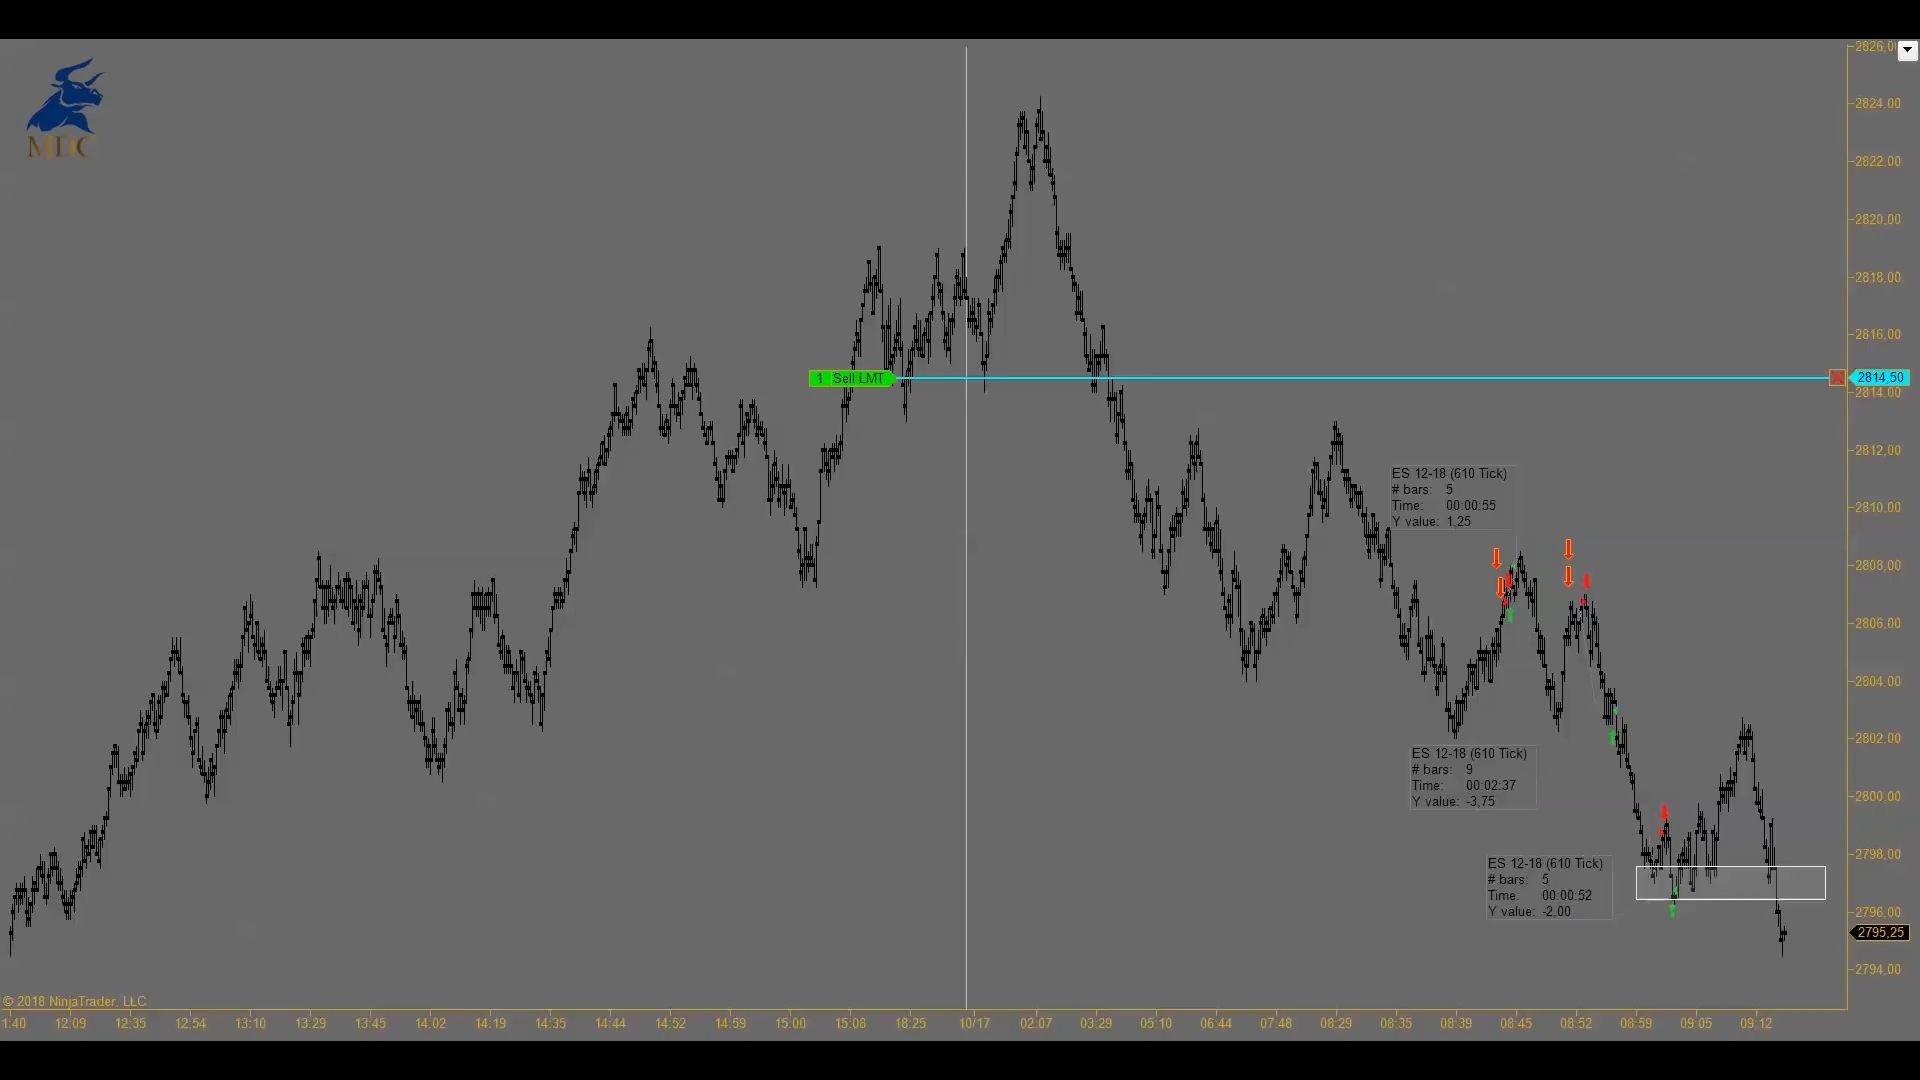 MDC
2826,0
2824,00
2822,00
2820,00
2818,00
2816,00
1 Sell LMT
2814,50
2814,00
2812,00
ES 12-18 (610 Tick)
# bars: 5
Time: 00:00:55
Y value: 1,25
2810,00
2808,00
2806,00
2804,00
2802,00
ES 12-18 (610 Tick)
# bars: 9
Time: 00:02:37
Y value: -3,75
2800,00
2798,00
ES 12-18 (610 Tick)
# bars: 5
Time: 00:00:52
Y value: -2,00
2796,00
2795,25
2794,00
© 2018 NinjaTrader, LLC
1:40 12:09 12:35 12:54 13:10 13:29 13:45 14:02 14:19 14:35 14:44 14:52 14:59 15:00 15:08 18:25 10/17 02:07 03:29 05:10 06:44 07:48 08:29 08:35 08:39 08:45 08:52 08:59 09:05 09:12